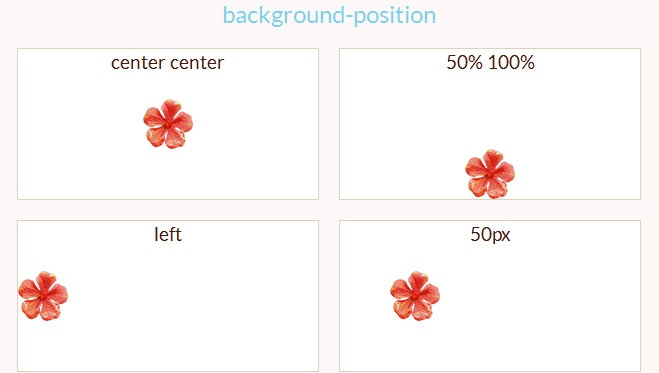 background-position
center center
50% 100%
left
50px